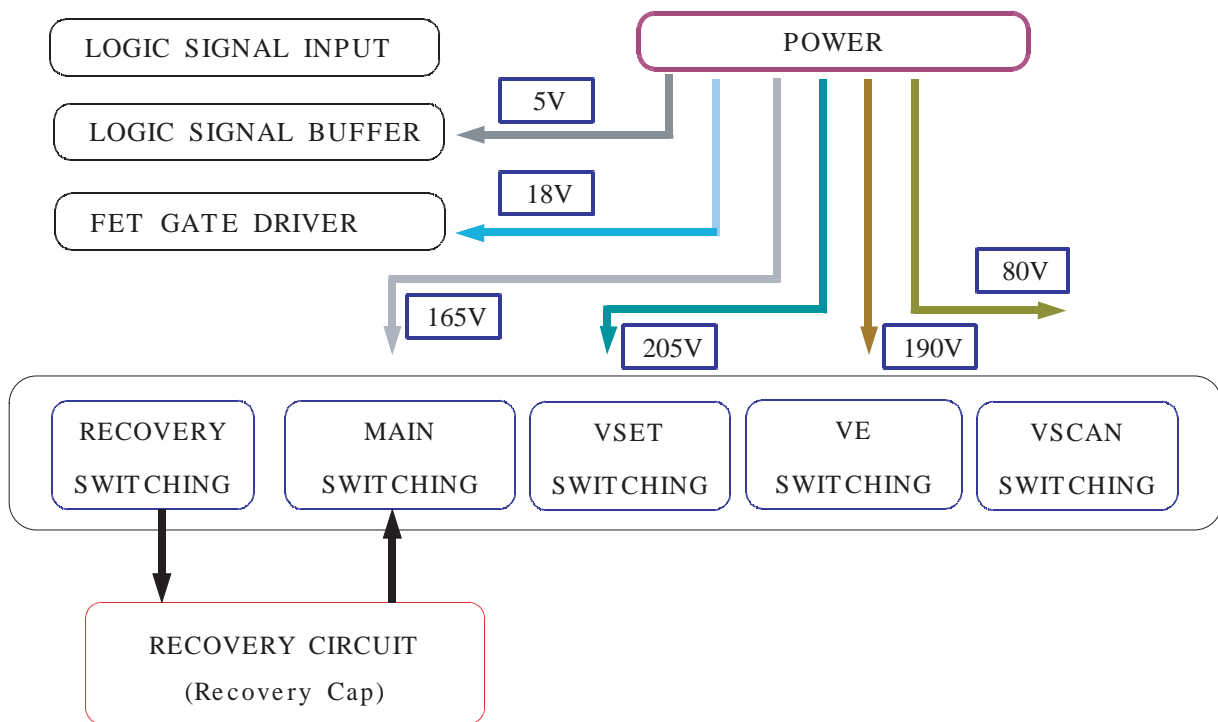 LOGIC SIGNAL INPUT
POWER
5V
LOGIC SIGNAL BUFFER
18V
FET GATE DRIVER
80V
165V
205V
190V
RECOVERY
SWITCHING
MAIN
SWITCHING
VSET
SWITCHING
VE
SWITCHING
VSCAN
SWITCHING
RECOVERY CIRCUIT
(Recovery Cap)